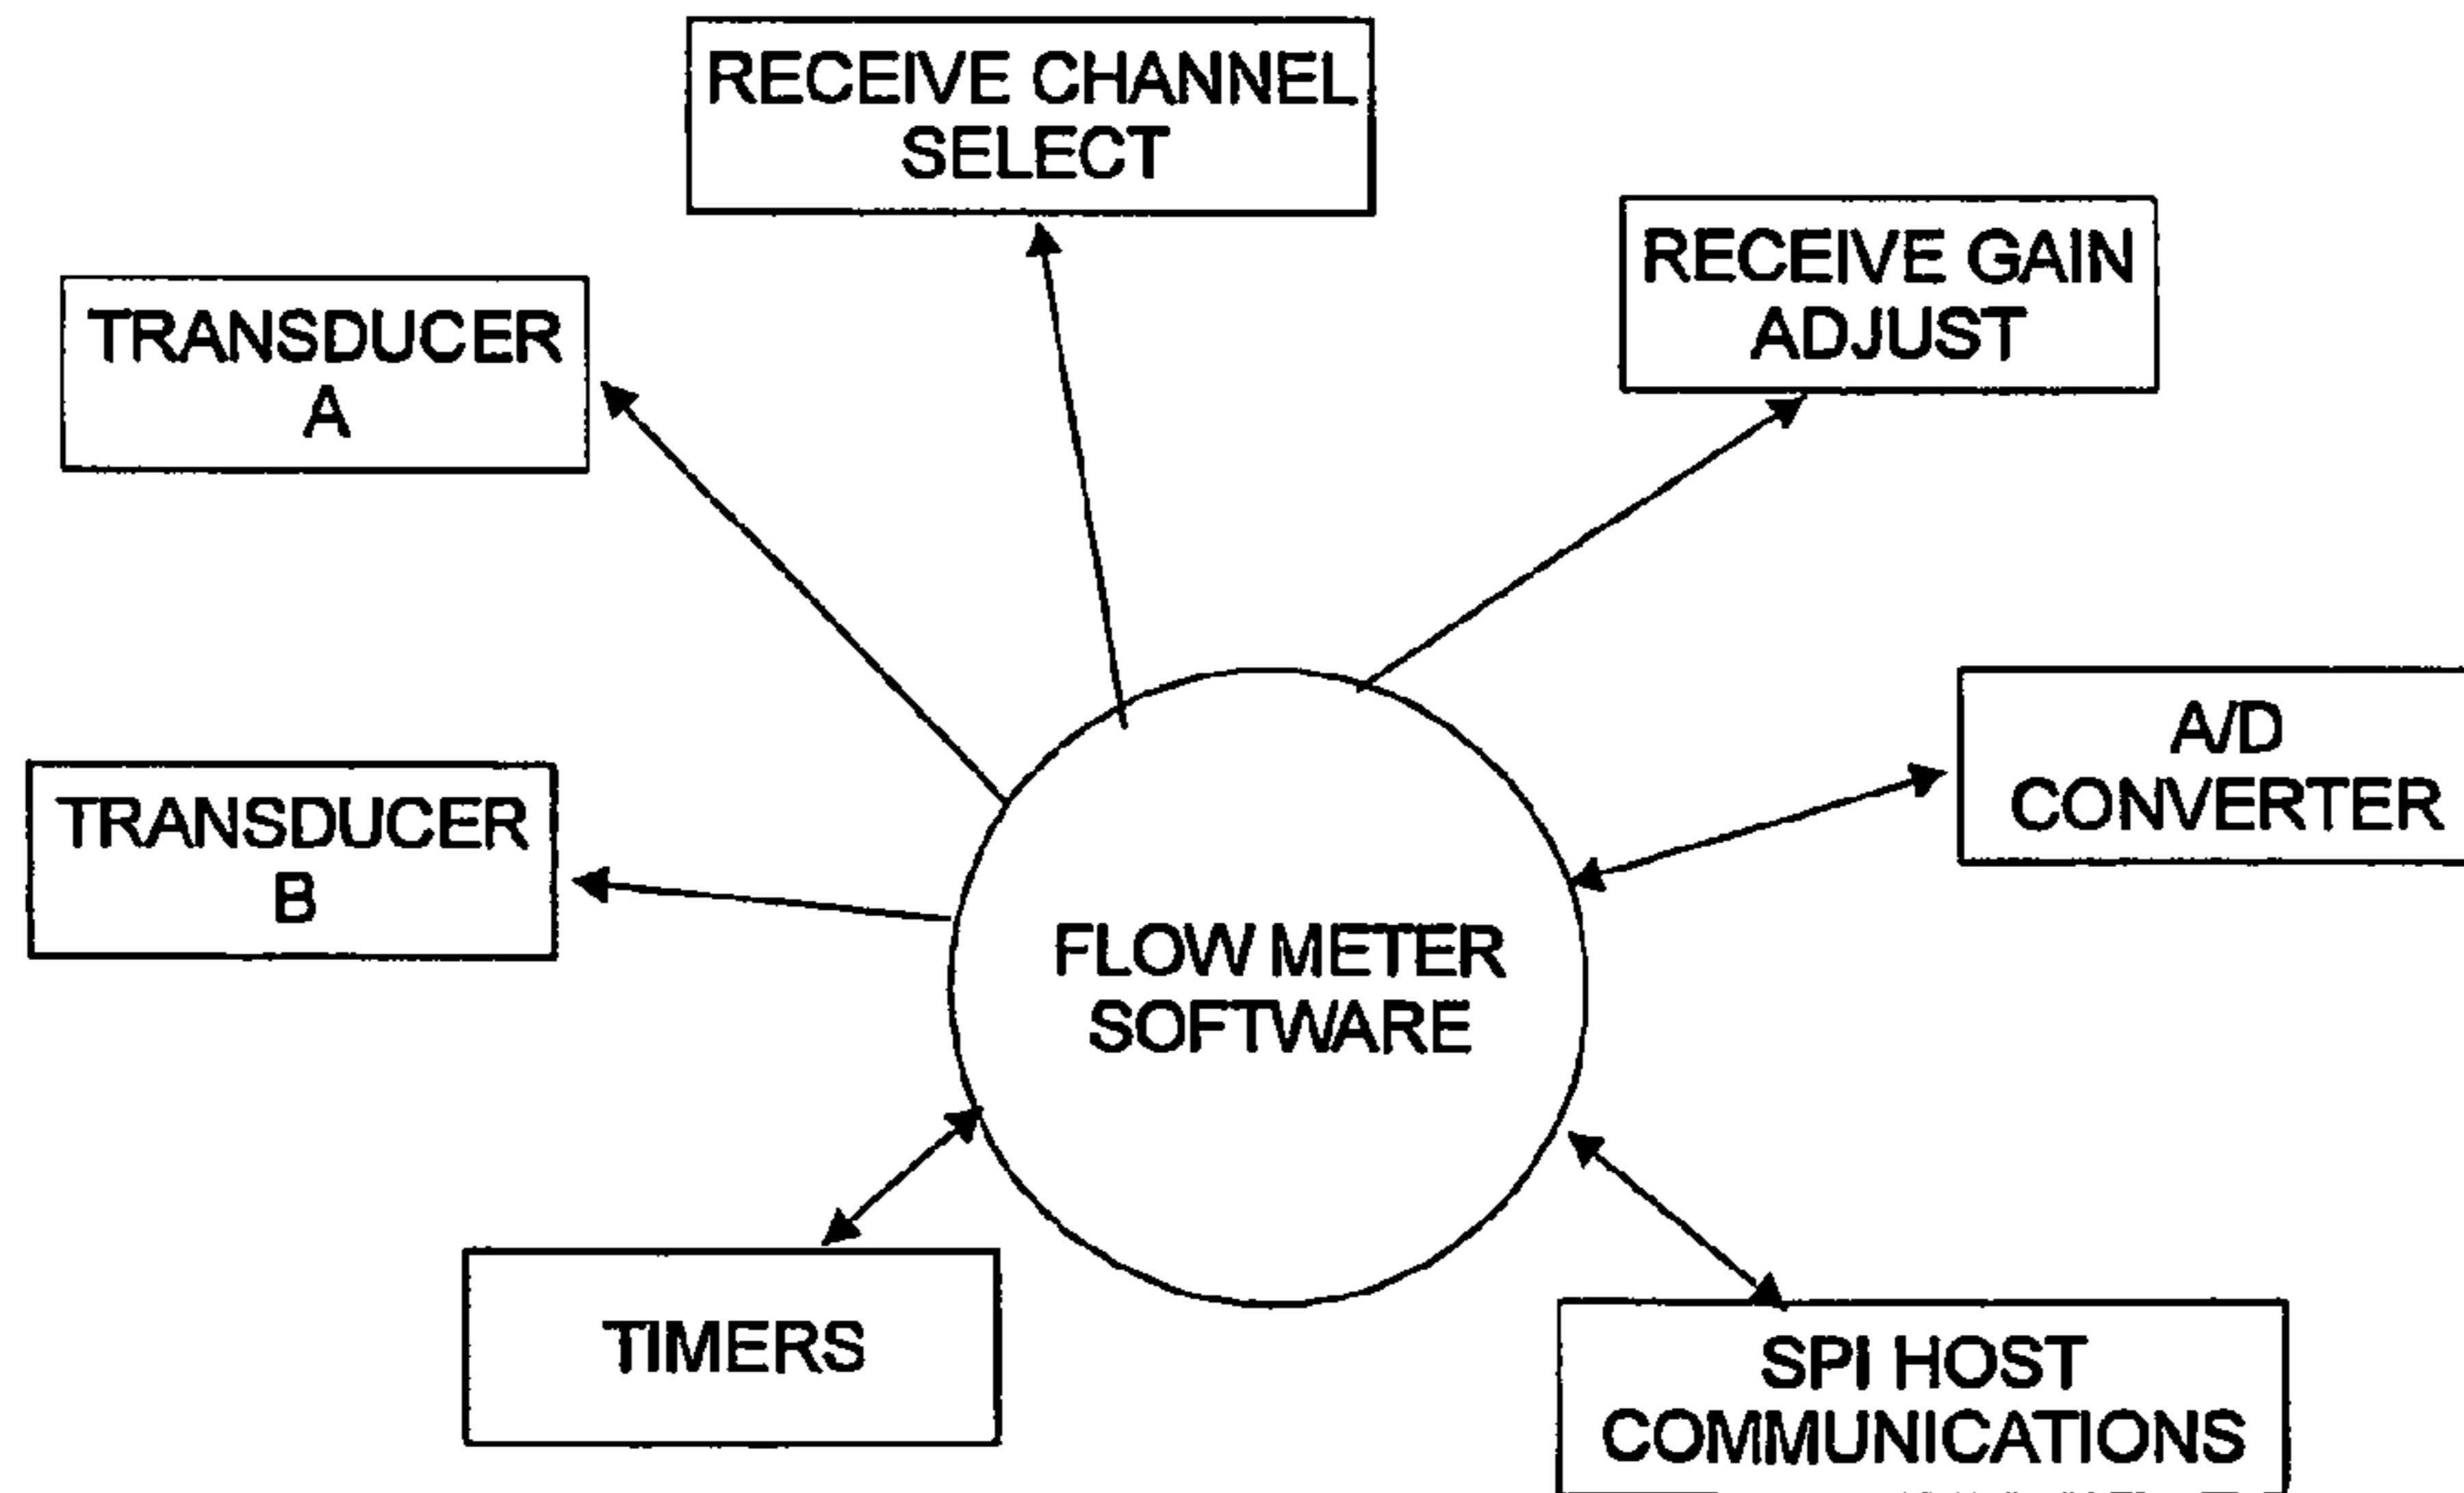 RECEIVE CHANNEL
SELECT
RECEIVE GAIN
ADJUST
TRANSDUCER
A
A/D
CONVERTER
TRANSDUCER
B
FLOW METER
SOFTWARE
TIMERS
SPI HOST
COMMUNICATIONS